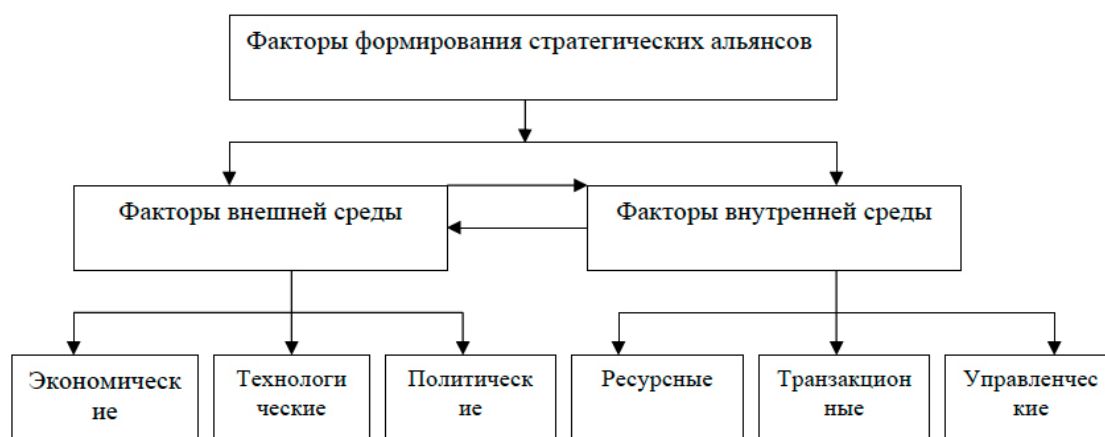 Факторы формирования стратегических альянсов
Факторы внешней среды
Факторы внутренней среды
Экономическ
ие
Технологи
ческие
Политическ
ие
Ресурсные
Транзакцион
ные
Управленчес
кие